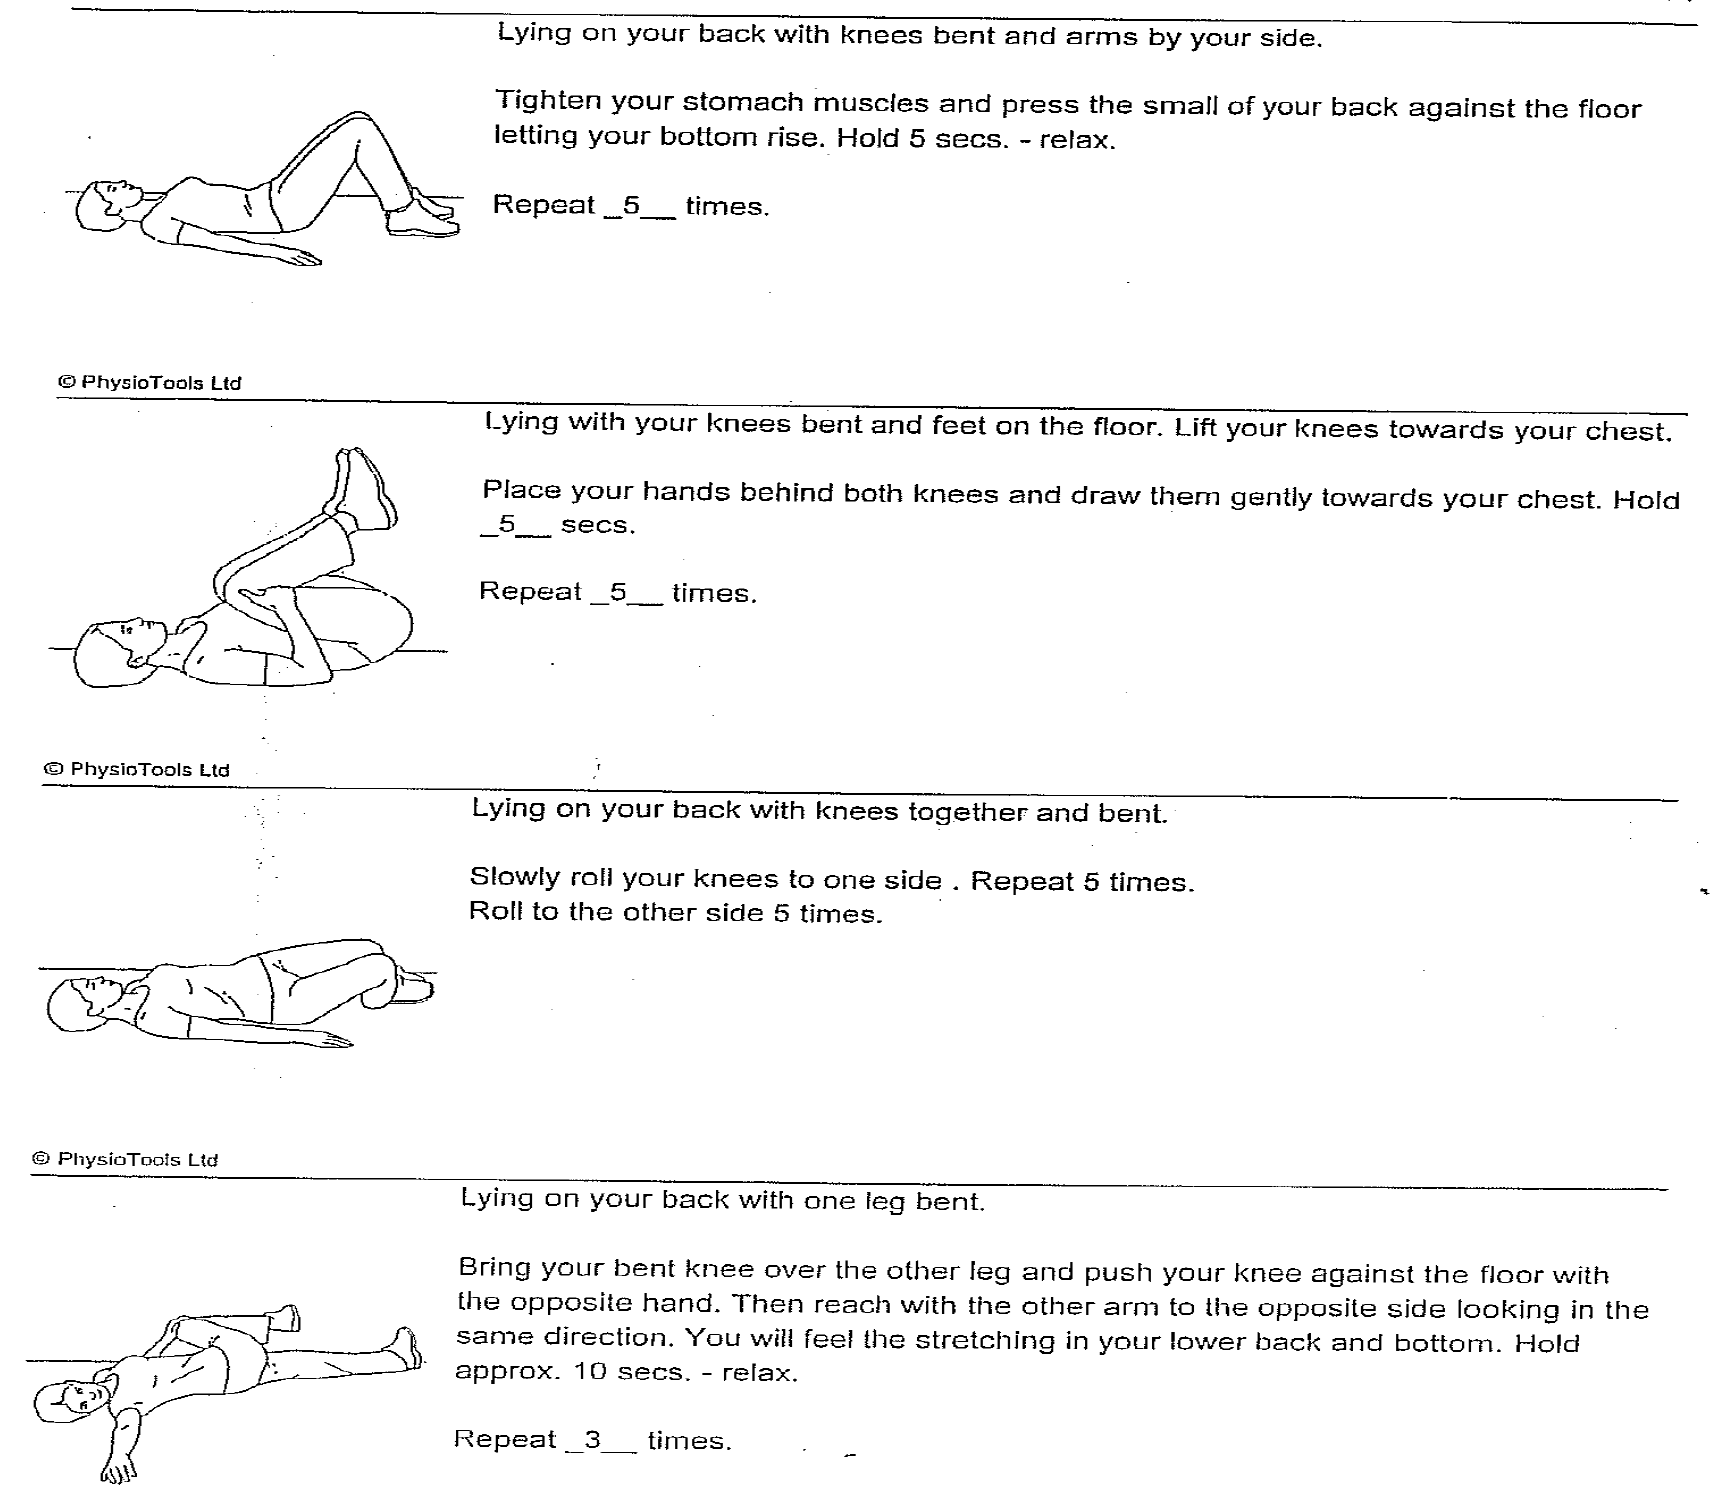 Lying on your back with knees bent and arms by your side.
Tighten your stomach muscles and press the small of your back against the floor
letting your bottom rise. Hold 5 secs. - relax.
Repeat _5__ times.
© PhysioTools Ltd
Lying with your knees bent and feet on the floor. Lift your knees towards your chest.
Place your hands behind both knees and draw them gently towards your chest. Hold
_5__ secs.
Repeat _5__ times.
© PhysioTools Ltd
Lying on your back with knees together and bent.
Slowly roll your knees to one side . Repeat 5 times.
Roll to the other side 5 times.
© PhysioTools Ltd
Lying on your back with one leg bent.
Bring your bent knee over the other leg and push your knee against the floor with
the opposite hand. Then reach with the other arm to the opposite side looking in the
same direction. You will feel the stretching in your lower back and bottom. Hold
approx. 10 secs. - relax.
Repeat _3__ times.